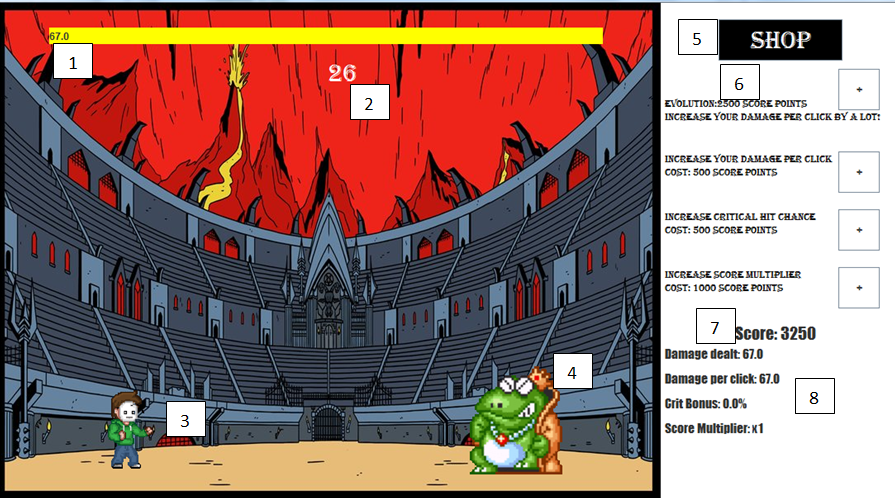 67.0
1
26
2
3
4
5
SHOP
6
+
EVOLUTION:2500 SCORE POINTS
INCREASE YOUR DAMAGE PER CLICK BY A LOT!
INCREASE YOUR DAMAGE PER CLICK
COST: 500 SCORE POINTS
+
INCREASE CRITICAL HIT CHANCE
COST: 500 SCORE POINTS
+
INCREASE SCORE MULTIPLIER
COST: 1000 SCORE POINTS
+
7
Score: 3250
Damage dealt: 67.0
Damage per click: 67.0
8
Crit Bonus: 0.0%
Score Multiplier: x1